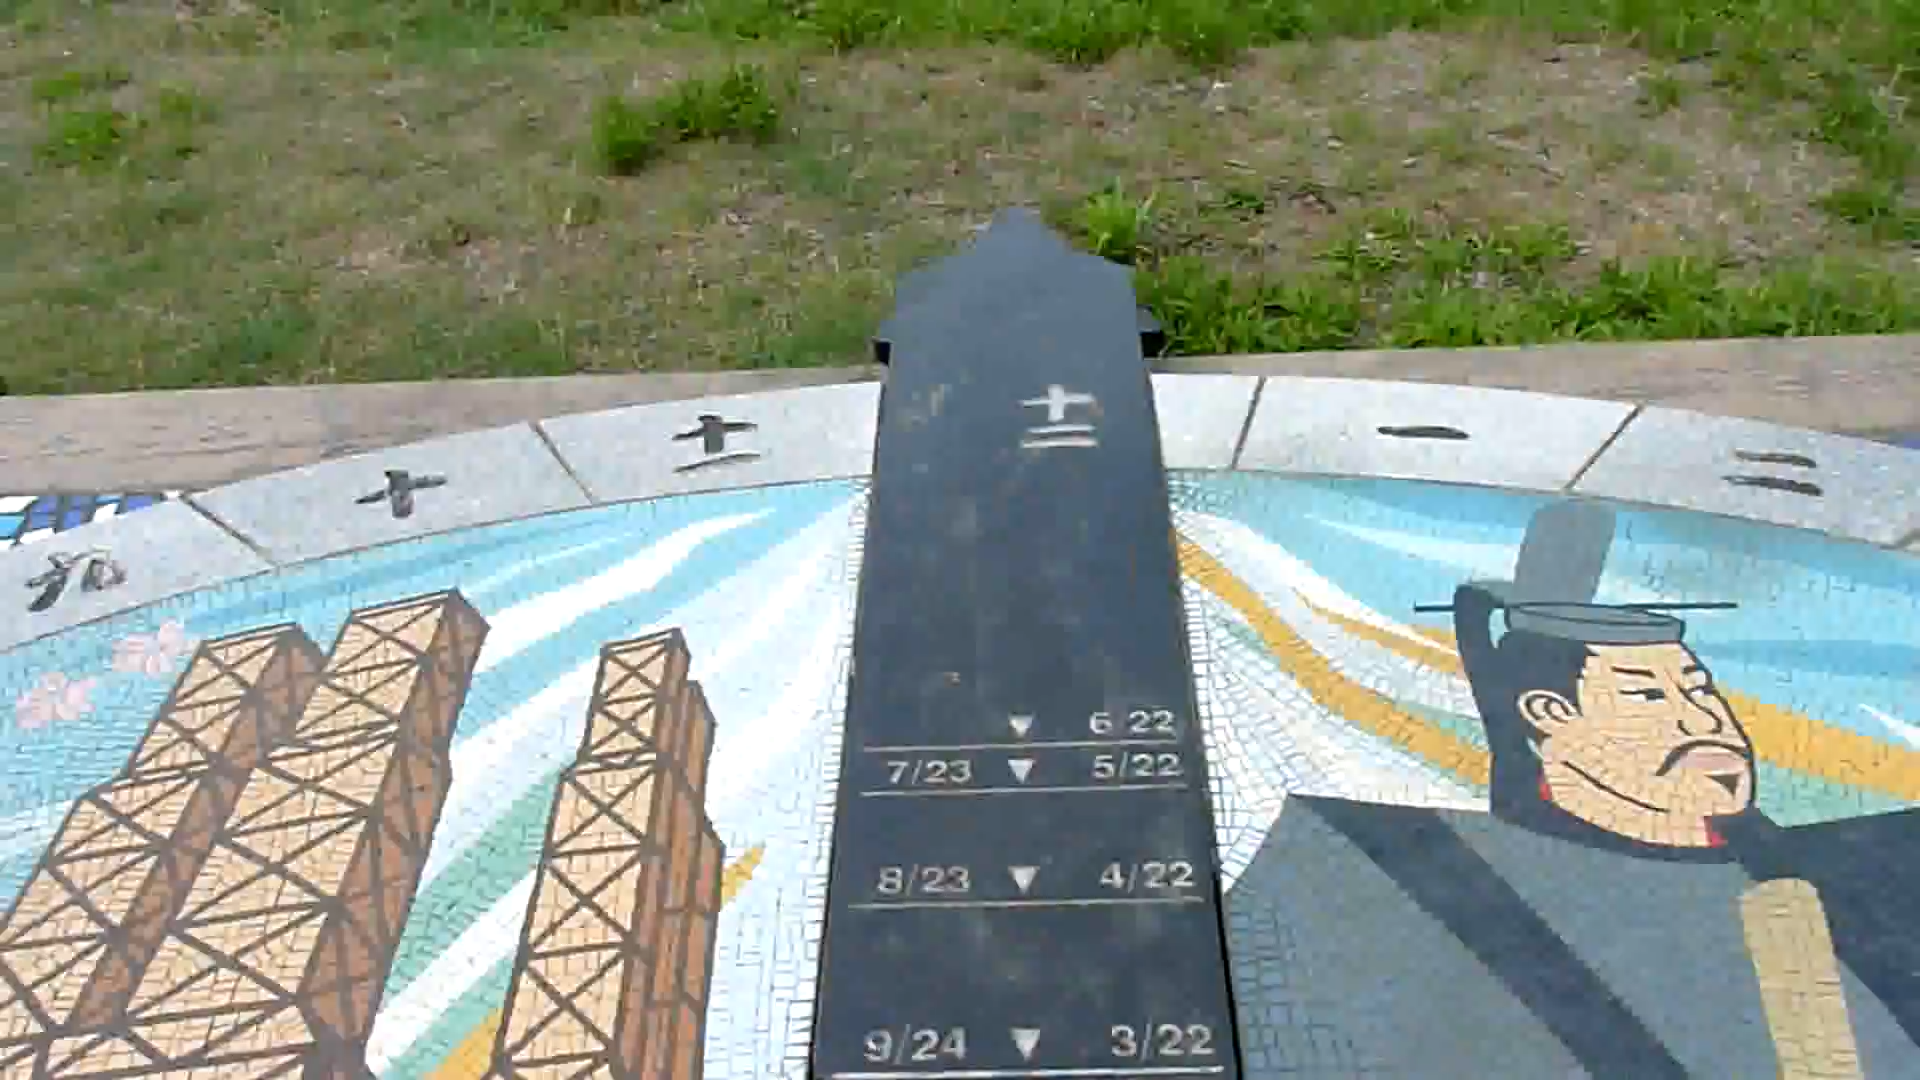 九 十 十一 十二 一 二
6 22
7/23 ▼ 5/22
8/23 ▼ 4/22
9/24 ▼ 3/22